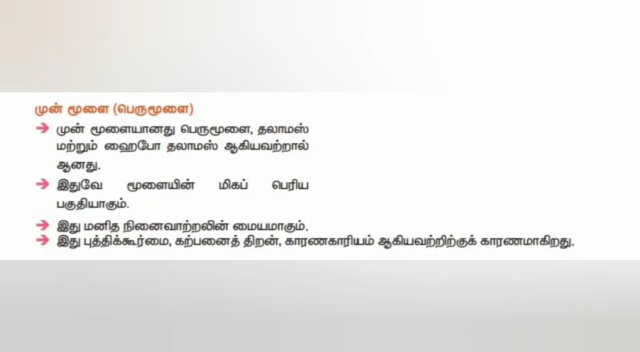 முன் மூளை (பெருமூளை)
➔ முன் மூளையானது பெருமூளை, தலாமஸ்
மற்றும் ஹைபோ தலாமஸ் ஆகியவற்றால்
ஆனது.
➔ இதுவே மூளையின் மிகப் பெரிய
பகுதியாகும்.
➔ இது மனித நினைவாற்றலின் மையமாகும்.
➔ இது புத்திக்கூர்மை, கற்பனைத் திறன், காரணகாரியம் ஆகியவற்றிற்குக் காரணமாகிறது.